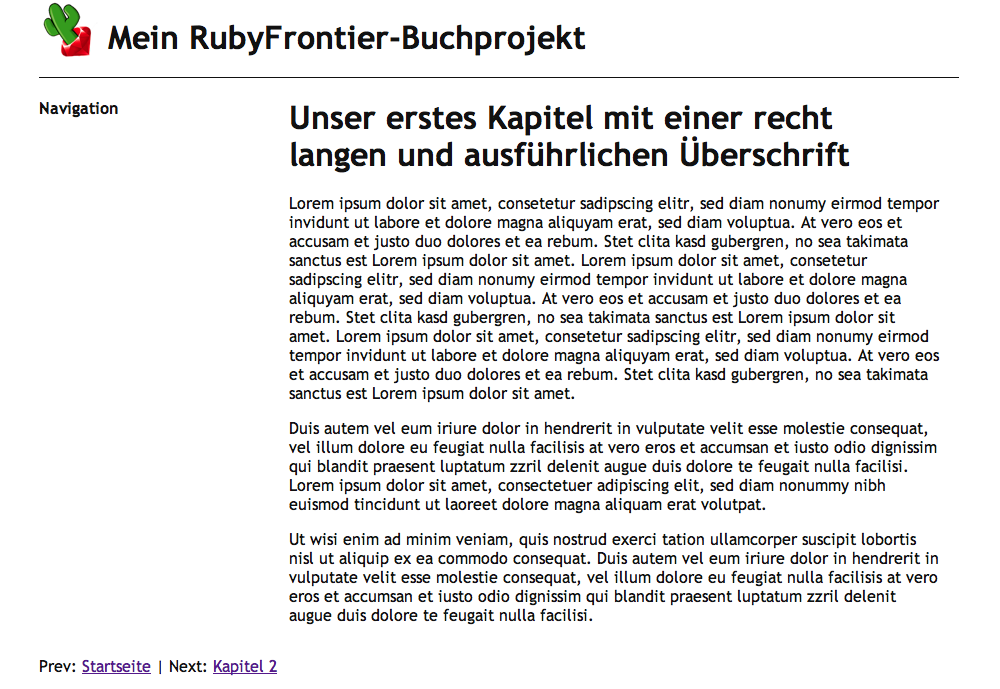 Mein RubyFrontier-Buchprojekt
Navigation
Unser erstes Kapitel mit einer recht
langen und ausführlichen Überschrift
Lorem ipsum dolor sit amet, consetetur sadipscing elitr, sed diam nonumy eirmod tempor
invidunt ut labore et dolore magna aliquyam erat, sed diam voluptua. At vero eos et
accusam et justo duo dolores et ea rebum. Stet clita kasd gubergren, no sea takimata
sanctus est Lorem ipsum dolor sit amet. Lorem ipsum dolor sit amet, consetetur
sadipscing elitr, sed diam nonumy eirmod tempor invidunt ut labore et dolore magna
aliquyam erat, sed diam voluptua. At vero eos et accusam et justo duo dolores et ea
rebum. Stet clita kasd gubergren, no sea takimata sanctus est Lorem ipsum dolor sit
amet. Lorem ipsum dolor sit amet, consetetur sadipscing elitr, sed diam nonumy eirmod
tempor invidunt ut labore et dolore magna aliquyam erat, sed diam voluptua. At vero eos
et accusam et justo duo dolores et ea rebum. Stet clita kasd gubergren, no sea takimata
sanctus est Lorem ipsum dolor sit amet.
Duis autem vel eum iriure dolor in hendrerit in vulputate velit esse molestie consequat,
vel illum dolore eu feugiat nulla facilisis at vero eros et accumsan et iusto odio dignissim
qui blandit praesent luptatum zzril delenit augue duis dolore te feugait nulla facilisi.
Lorem ipsum dolor sit amet, consectetuer adipiscing elit, sed diam nonummy nibh
euismod tincidunt ut laoreet dolore magna aliquam erat volutpat.
Ut wisi enim ad minim veniam, quis nostrud exerci tation ullamcorper suscipit lobortis
nisl ut aliquip ex ea commodo consequat. Duis autem vel eum iriure dolor in hendrerit in
vulputate velit esse molestie consequat, vel illum dolore eu feugiat nulla facilisis at vero
eros et accumsan et iusto odio dignissim qui blandit praesent luptatum zzril delenit
augue duis dolore te feugait nulla facilisi.
Prev: Startseite | Next: Kapitel 2